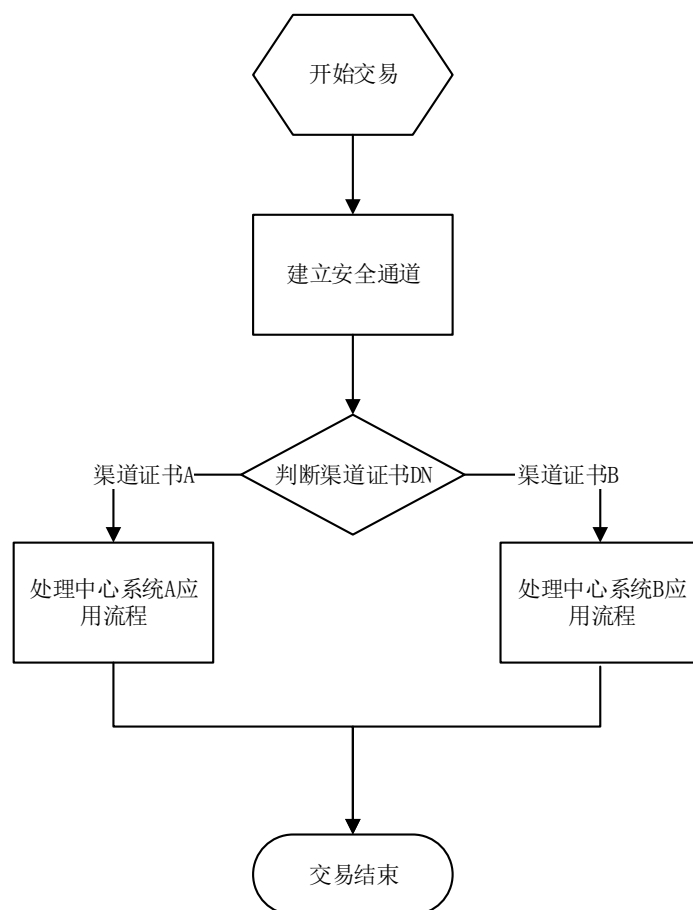 开始交易
建立安全通道
判断渠道证书DN
渠道证书A
渠道证书B
处理中心系统A应
用流程
处理中心系统B应
用流程
交易结束